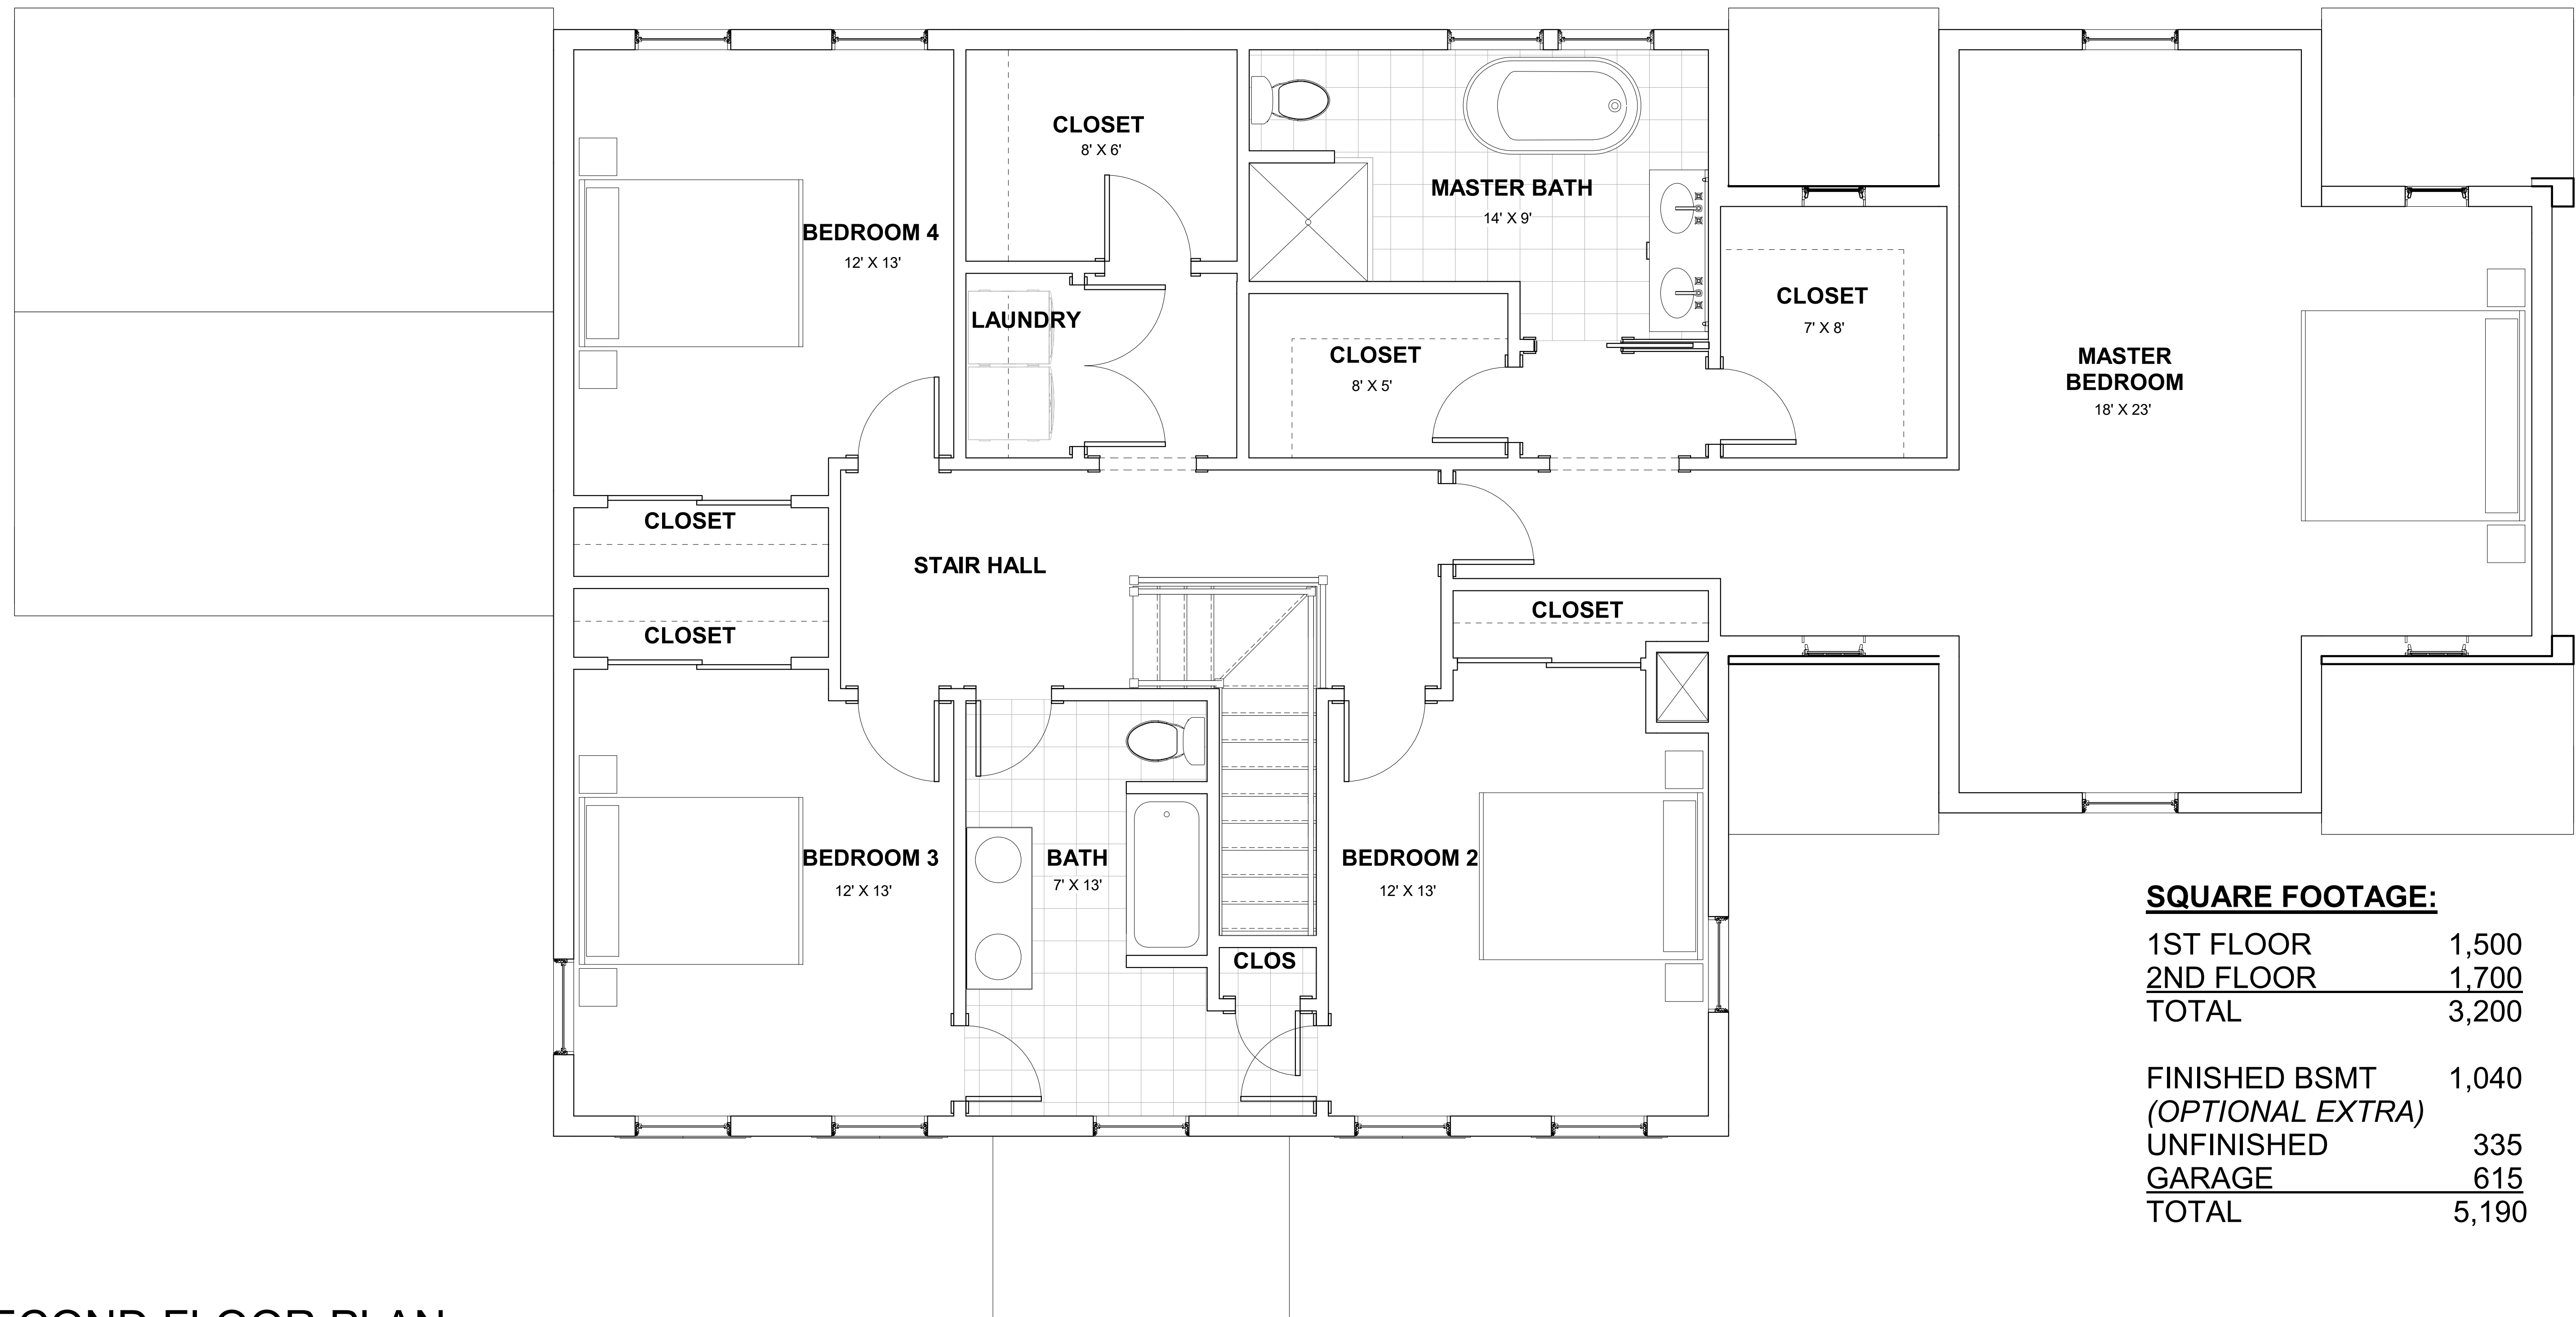 CLOSET
8' X 6'
MASTER BATH
14' X 9'
BEDROOM 4
12' X 13'
LAUNDRY
CLOSET
8' X 5'
CLOSET
7' X 8'
MASTER
BEDROOM
18' X 23'
CLOSET
STAIR HALL
CLOSET
CLOSET
BEDROOM 3
12' X 13'
BATH
7' X 13'
BEDROOM 2
12' X 13'
CLOS
SQUARE FOOTAGE:
1ST FLOOR 1,500
2ND FLOOR 1,700
TOTAL 3,200
FINISHED BSMT 1,040
(OPTIONAL EXTRA)
UNFINISHED 335
GARAGE 615
TOTAL 5,190
FLOOR PLAN